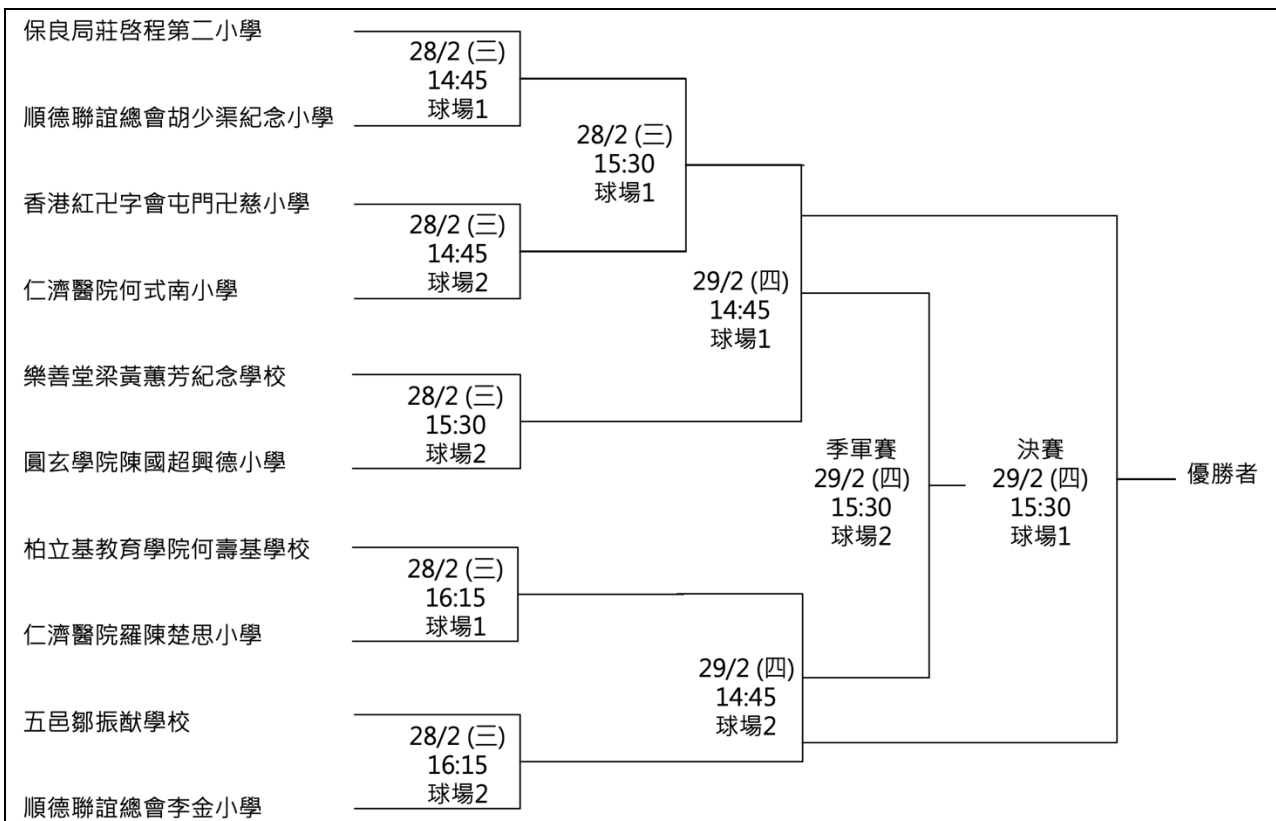 保良局莊啓程第二小學
28/2 (三)
14:45
球場1
順德聯誼總會胡少渠紀念小學
28/2 (三)
15:30
球場1
香港紅卍字會屯門卍慈小學
28/2 (三)
14:45
球場2
仁濟醫院何式南小學
29/2 (四)
14:45
球場1
樂善堂梁黃蕙芳紀念學校
28/2 (三)
15:30
球場2
圓玄學院陳國超興德小學
季軍賽
29/2 (四)
15:30
球場2
決賽
29/2 (四)
15:30
球場1
優勝者
柏立基教育學院何壽基學校
28/2 (三)
16:15
球場1
仁濟醫院羅陳楚思小學
29/2 (四)
14:45
球場2
五邑鄒振猷學校
28/2 (三)
16:15
球場2
順德聯誼總會李金小學